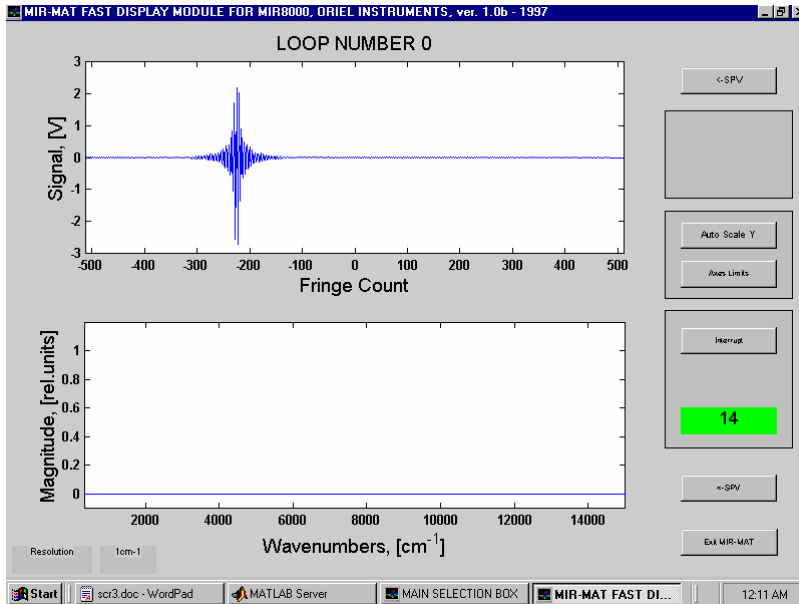 MIR-MAT FAST DISPLAY MODULE FOR MIR8000, ORIEL INSTRUMENTS, ver. 1.0b - 1997
LOOP NUMBER 0
Signal, [V]
3
2
1
0
-1
-2
-3
-500 -400 -300 -200 -100 0 100 200 300 400 500
Fringe Count
Magnitude, [rel.units]
1
0.8
0.6
0.4
0.2
0
2000 4000 6000 8000 10000 12000 14000
Wavenumbers, [cm⁻¹]
<-SPV
Auto Scale Y
Axes Limits
Interrupt
14
<-SPV
Exit MIR-MAT
Resolution 1cm-1
Start scr3.doc - WordPad MATLAB Server MAIN SELECTION BOX MIR-MAT FAST DI... 12:11 AM